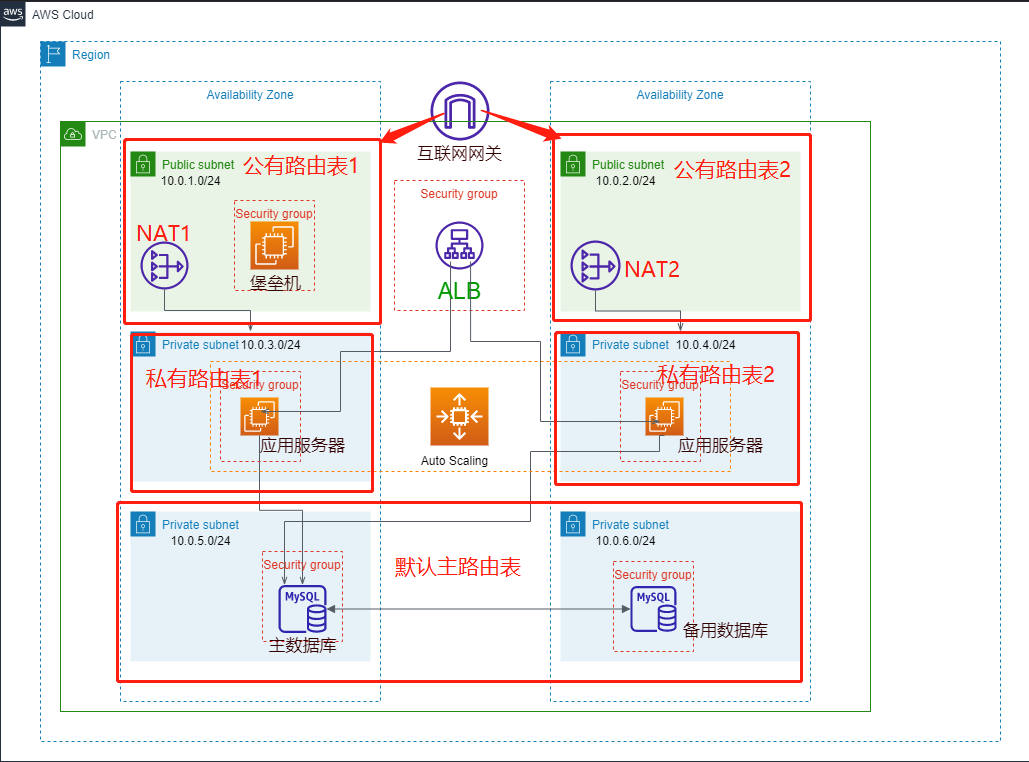 aws
AWS Cloud
Region
Availability Zone
Availability Zone
VPC
互联网网关
Public subnet
公有路由表1
10.0.1.0/24
Public subnet
公有路由表2
10.0.2.0/24
Security group
Security group
NAT1
堡垒机
ALB
NAT2
Private subnet
10.0.3.0/24
Private subnet
10.0.4.0/24
私有路由表1
Security group
私有路由表2
Security group
应用服务器
应用服务器
Auto Scaling
Private subnet
10.0.5.0/24
Private subnet
10.0.6.0/24
默认主路由表
Security group
MySQL
主数据库
Security group
MySQL
备用数据库